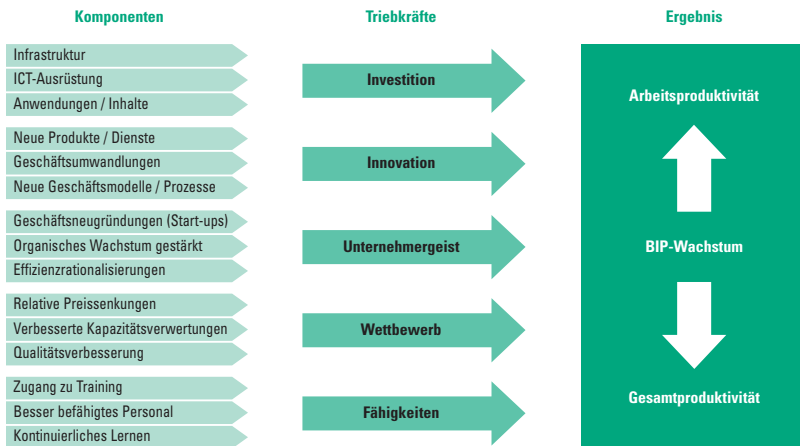 Komponenten
Triebkräfte
Ergebnis
Infrastruktur
ICT-Ausrüstung
Anwendungen / Inhalte
Investition
Neue Produkte / Dienste
Geschäftsumwandlungen
Neue Geschäftsmodelle / Prozesse
Innovation
Geschäftsneugründungen (Start-ups)
Organisches Wachstum gestärkt
Effizienzrationalisierungen
Unternehmergeist
Relative Preissenkungen
Verbesserte Kapazitätsverwertungen
Qualitätsverbesserung
Wettbewerb
Zugang zu Training
Besser befähigtes Personal
Kontinuierliches Lernen
Fähigkeiten
Arbeitsproduktivität
BIP-Wachstum
Gesamtproduktivität